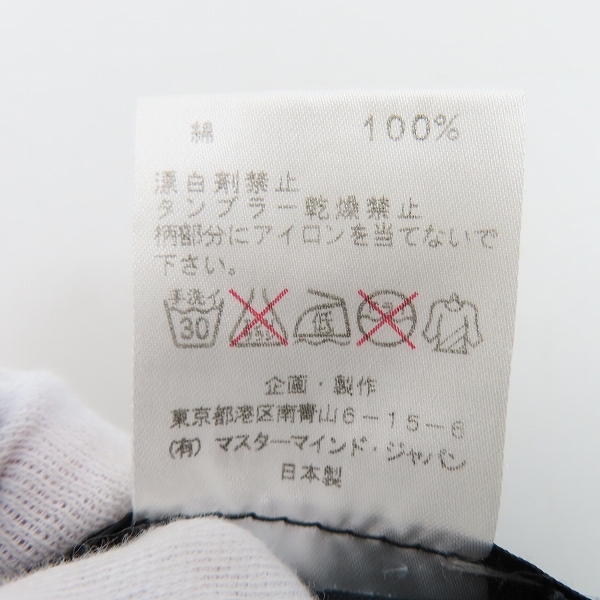 綿 100%
漂白剤禁止
タンブラー乾燥禁止
柄部分にアイロンを当てないで
下さい。
手洗イ
30
低
企画・製作
東京都港区南青山6-15-6
(有) マスターマインド・ジャパン
日本製